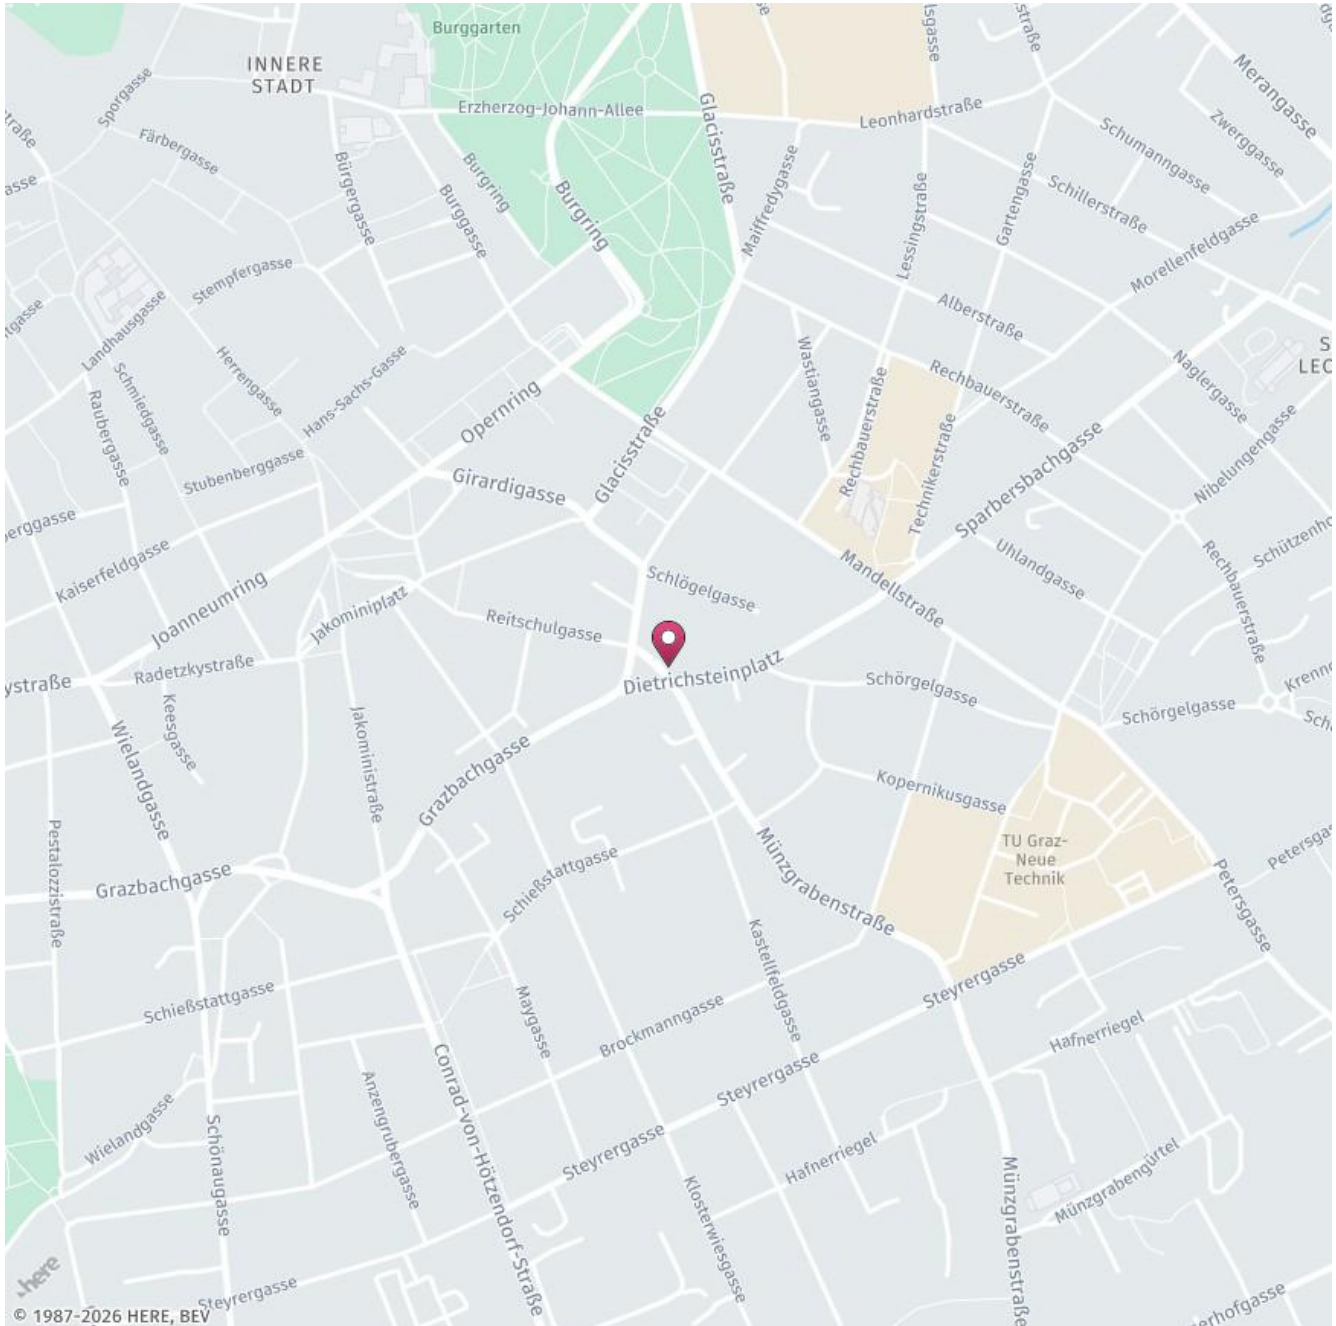 Burggarten
INNERE
STADT
Erzherzog-Johann-Allee
Leonhardstraße
Merangasse
Sporgasse
Färbergasse
Bürgergasse
Burggasse
Burgring
Burgring
Glacisstraße
Maiffredygasse
Lessingstraße
Gartengasse
Schumanngasse
Zwerggasse
Schillerstraße
Morellenfeldgasse
Stempfergasse
Landhausgasse
Herrengasse
Schmiedgasse
Raubergasse
Hans-Sachs-Gasse
Stubenberggasse
Opernring
Girardigasse
Glacisstraße
Wastiangasse
Alberstraße
Rechbauerstraße
Rechbauerstraße
Technikerstraße
Sparbersbachgasse
Naglergasse
Nibelungengasse
Kaiserfeldgasse
Joanneumring
Jakominiplatz
Radetzkystraße
Reitschulgasse
Schlögelgasse
Mandellstraße
Uhlandgasse
Rechbauerstraße
Dietrichsteinplatz
Schörgelgasse
Schörgelgasse
Keesgasse
Wielandgasse
Jakoministraße
Grazbachgasse
Kopernikusgasse
TU Graz-
Neue
Technik
Pestalozzistraße
Grazbachgasse
Schießstattgasse
Münzgrabenstraße
Petersgasse
Kastellfeldgasse
Steyrergasse
Schießstattgasse
Maygasse
Brockmanngasse
Hafnerriegel
Conrad-von-Hötzendorf-Straße
Anzengrubergasse
Steyrergasse
Wielandgasse
Schönaugasse
Steyrergasse
Hafnerriegel
Klosterwiesgasse
Münzgrabenstraße
Münzgrabengürtel
Steyrergasse
here
© 1987-2026 HERE, BEV